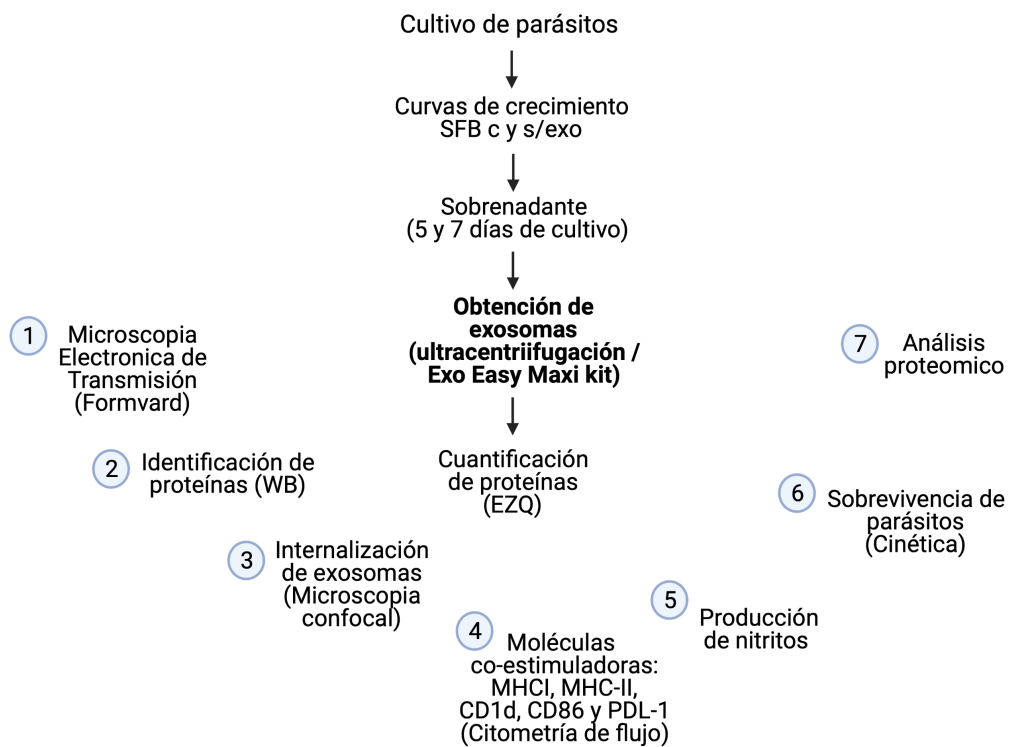 Cultivo de parásitos
Curvas de crecimiento
SFB c y s/exo
Sobrenadante
(5 y 7 días de cultivo)
Obtención de
exosomas
(ultracentriifugación /
Exo Easy Maxi kit)
Cuantificación
de proteínas
(EZQ)
1
Microscopia
Electronica de
Transmisión
(Formvard)
2
Identificación de
proteínas (WB)
3
Internalización
de exosomas
(Microscopia
confocal)
4
Moléculas
co-estimuladoras:
MHCI, MHC-II,
CD1d, CD86 y PDL-1
(Citometría de flujo)
5
Producción
de nitritos
6
Sobrevivencia de
parásitos
(Cinética)
7
Análisis
proteomico